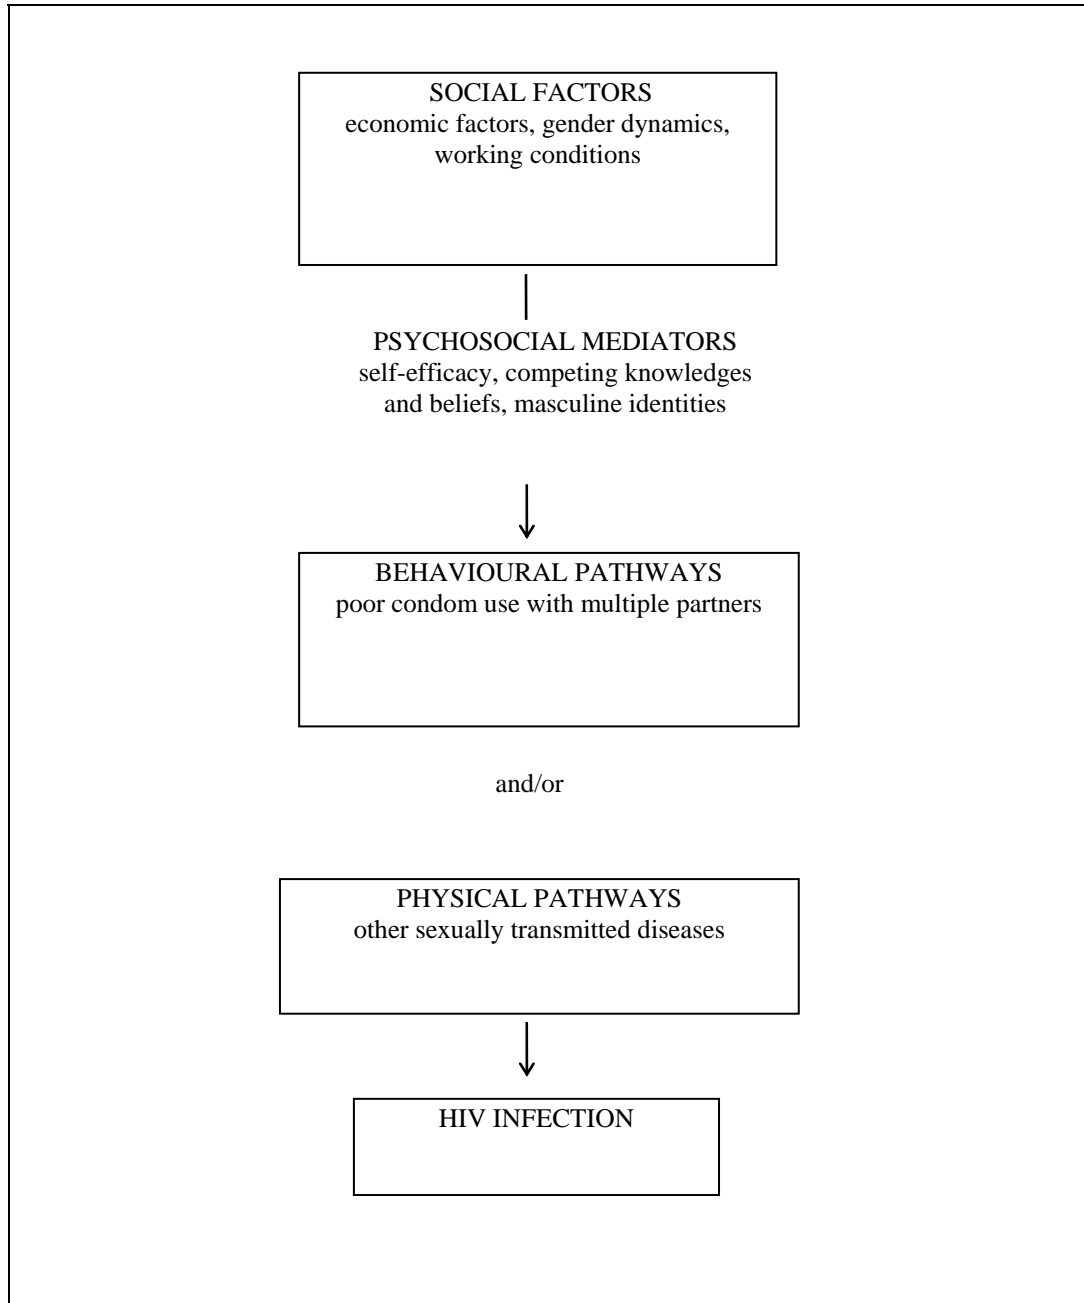 SOCIAL FACTORS
economic factors, gender dynamics,
working conditions
PSYCHOSOCIAL MEDIATORS
self-efficacy, competing knowledges
and beliefs, masculine identities
BEHAVIOURAL PATHWAYS
poor condom use with multiple partners
and/or
PHYSICAL PATHWAYS
other sexually transmitted diseases
HIV INFECTION